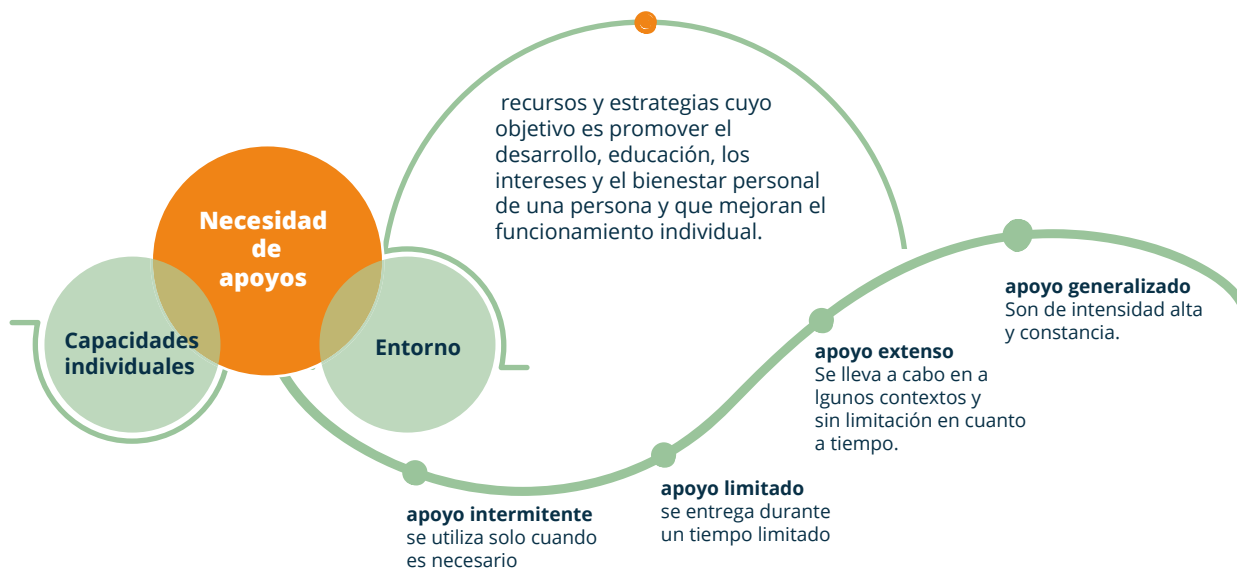 recursos y estrategias cuyo
objetivo es promover el
desarrollo, educación, los
intereses y el bienestar personal
de una persona y que mejoran el
funcionamiento individual.
Necesidad
de
apoyos
Capacidades
individuales
Entorno
apoyo intermitente
se utiliza solo cuando
es necesario
apoyo limitado
se entrega durante
un tiempo limitado
apoyo extenso
Se lleva a cabo en a
lgunos contextos y
sin limitación en cuanto
a tiempo.
apoyo generalizado
Son de intensidad alta
y constancia.